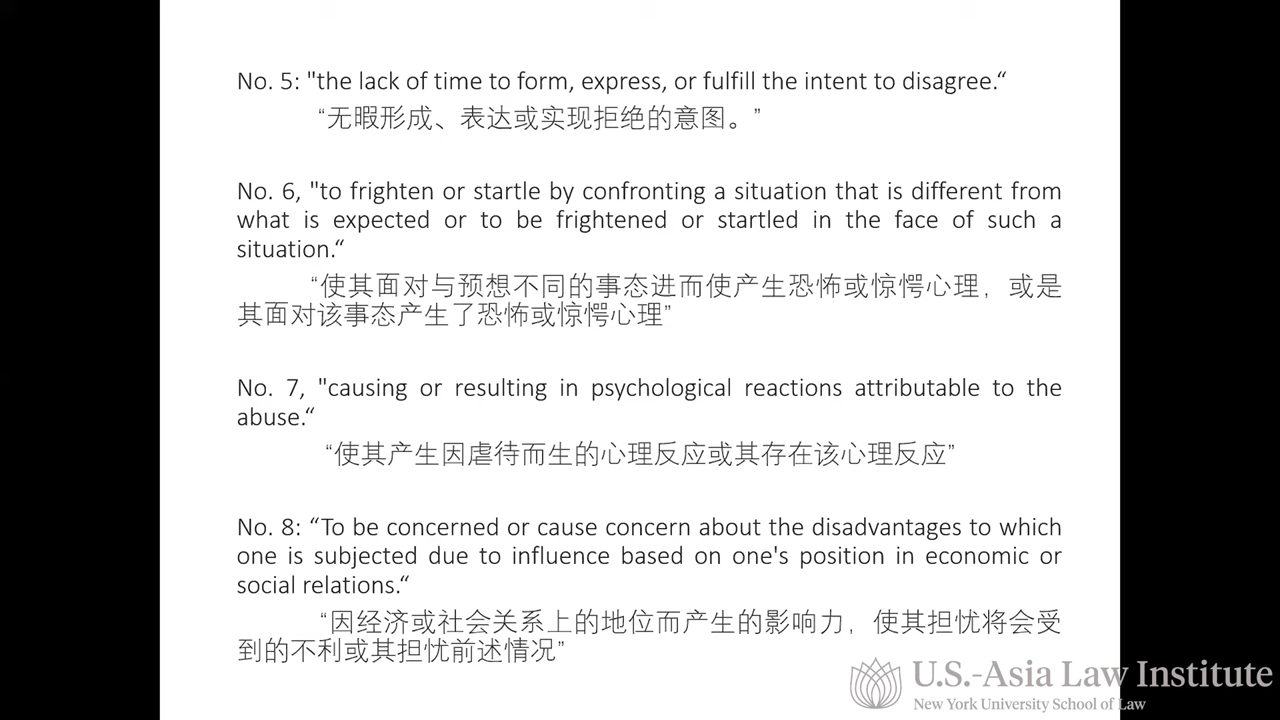 No. 5: "the lack of time to form, express, or fulfill the intent to disagree.“
“无暇形成、表达或实现拒绝的意图。”
No. 6, "to frighten or startle by confronting a situation that is different from
what is expected or to be frightened or startled in the face of such a
situation.“
“使其面对与预想不同的事态进而使产生恐怖或惊愕心理，或是
其面对该事态产生了恐怖或惊愕心理”
No. 7, "causing or resulting in psychological reactions attributable to the
abuse.“
“使其产生因虐待而生的心理反应或其存在该心理反应”
No. 8: “To be concerned or cause concern about the disadvantages to which
one is subjected due to influence based on one's position in economic or
social relations.“
“因经济或社会关系上的地位而产生的影响力，使其担忧将会受
到的不利或其担忧前述情况”
U.S.-Asia Law Institute
New York University School of Law